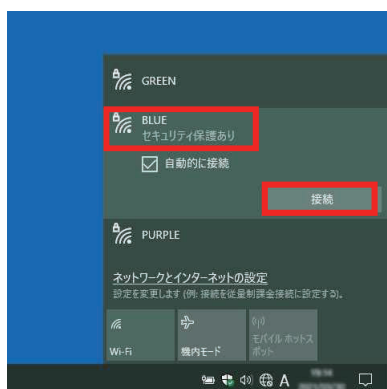 GREEN
BLUE
セキュリティ保護あり
自動的に接続
接続
PURPLE
ネットワークとインターネットの設定
設定を変更します (例: 接続を従量制課金接続に設定する)。
Wi-Fi
機内モード
モバイル ホットス
ポット
A